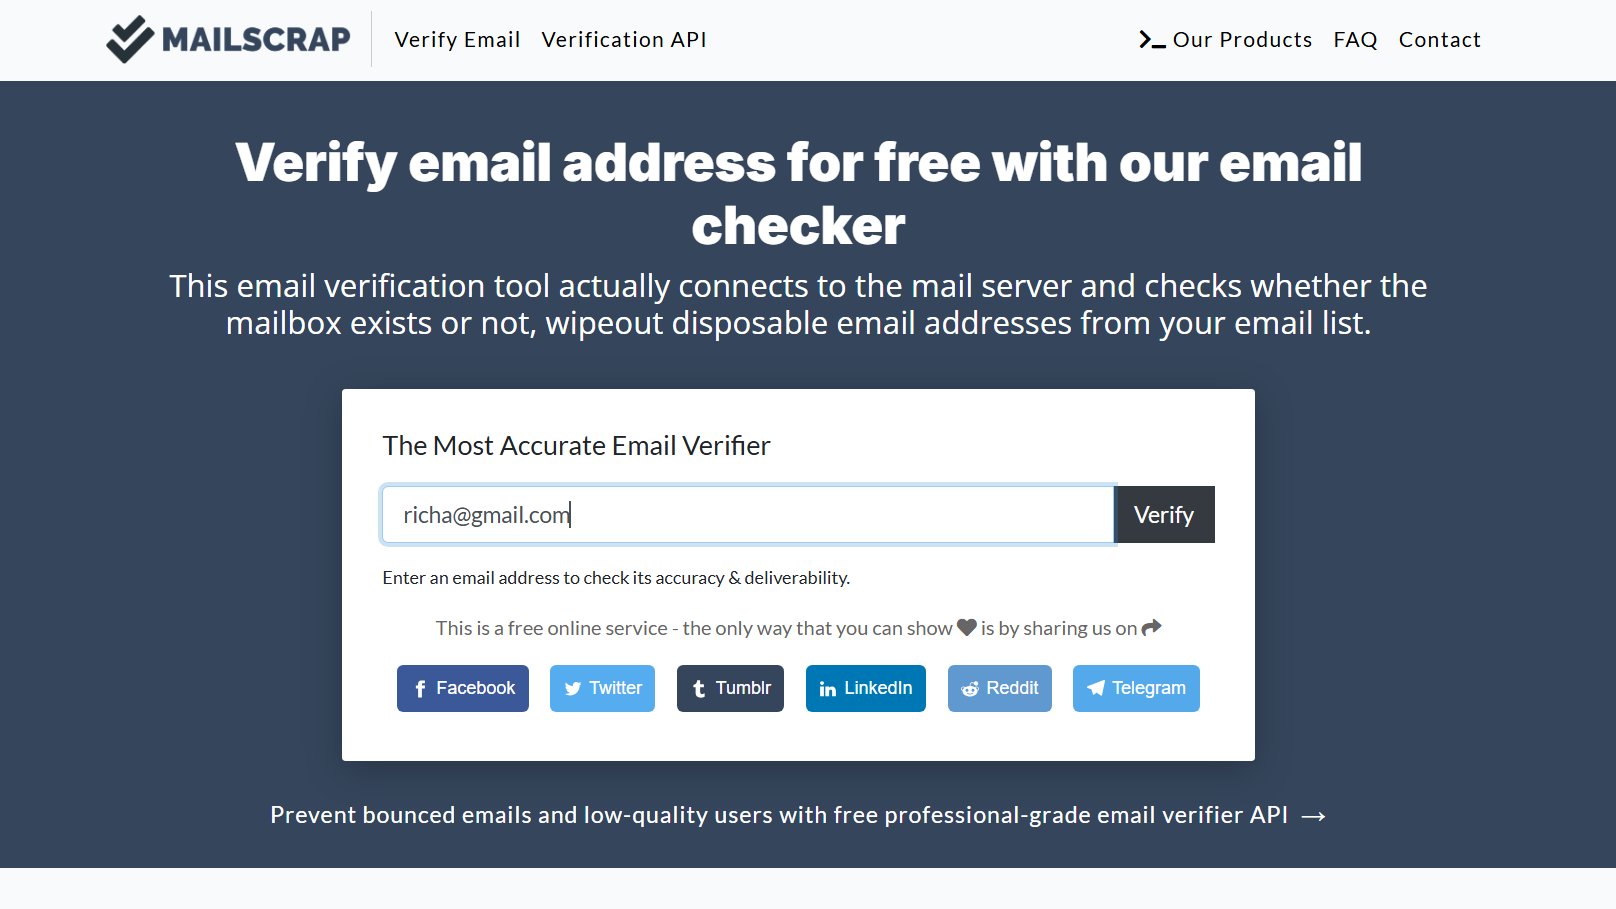 MAILSCRAP
Verify Email
Verification API
Our Products
FAQ
Contact
Verify email address for free with our email
checker
This email verification tool actually connects to the mail server and checks whether the
mailbox exists or not, wipeout disposable email addresses from your email list.
The Most Accurate Email Verifier
richa@gmail.com
Verify
Enter an email address to check its accuracy & deliverability.
This is a free online service - the only way that you can show is by sharing us on
Facebook
Twitter
Tumblr
LinkedIn
Reddit
Telegram
Prevent bounced emails and low-quality users with free professional-grade email verifier API →